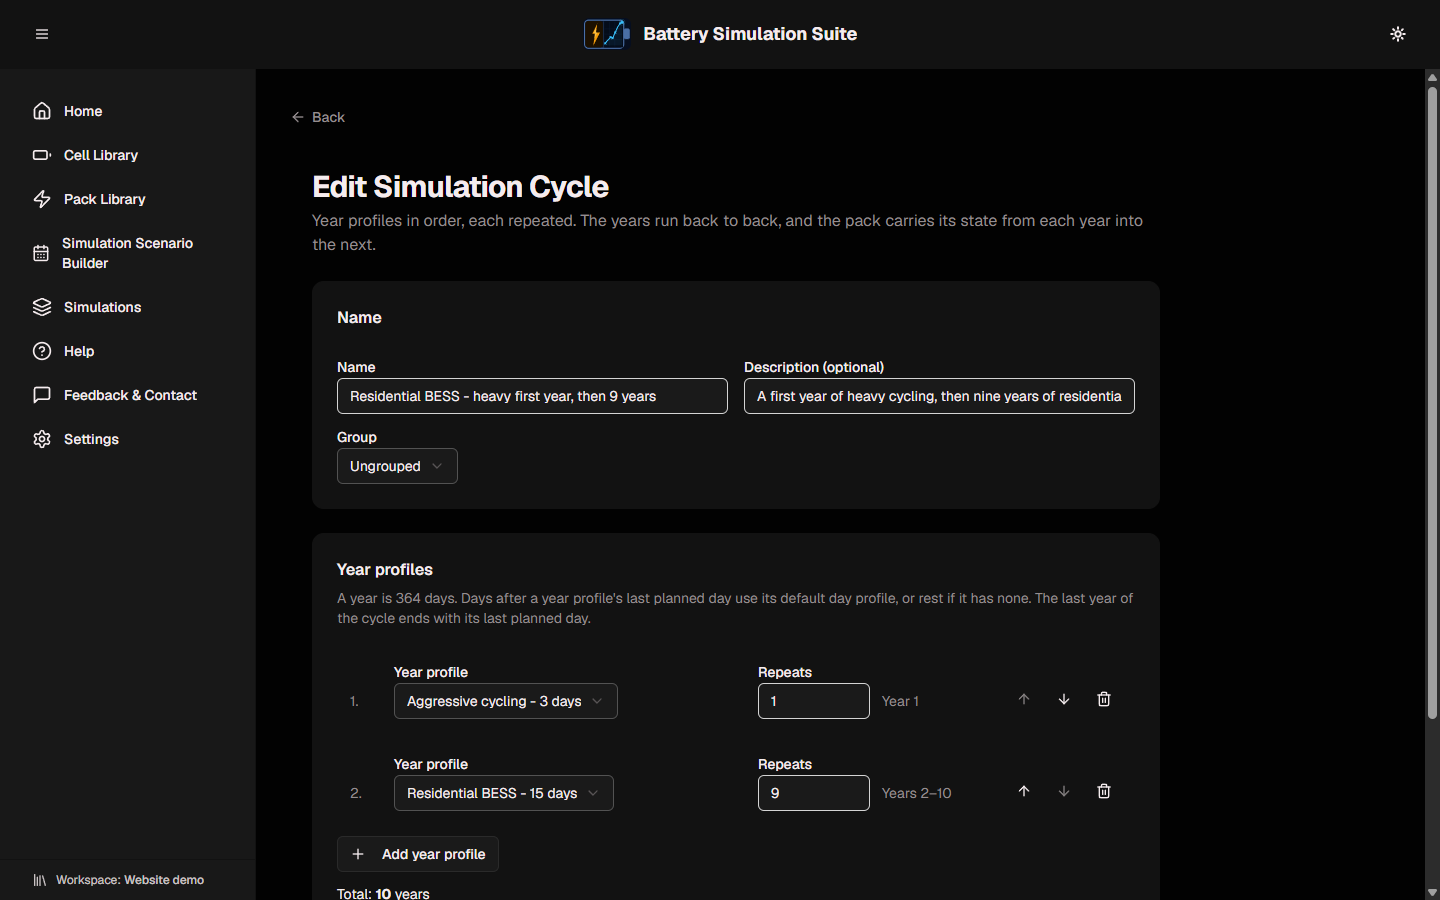 Battery Simulation Suite
Home
Cell Library
Pack Library
Simulation Scenario
Builder
Simulations
Help
Feedback & Contact
Settings
Workspace: Website demo
Back
Edit Simulation Cycle
Year profiles in order, each repeated. The years run back to back, and the pack carries its state from each year into
the next.
Name
Name
Description (optional)
Residential BESS - heavy first year, then 9 years
A first year of heavy cycling, then nine years of residentia
Group
Ungrouped
Year profiles
A year is 364 days. Days after a year profile's last planned day use its default day profile, or rest if it has none. The last year of
the cycle ends with its last planned day.
Year profile
Repeats
1.
Aggressive cycling - 3 days
1
Year 1
Year profile
Repeats
2.
Residential BESS - 15 days
9
Years 2–10
Add year profile
Total: 10 years